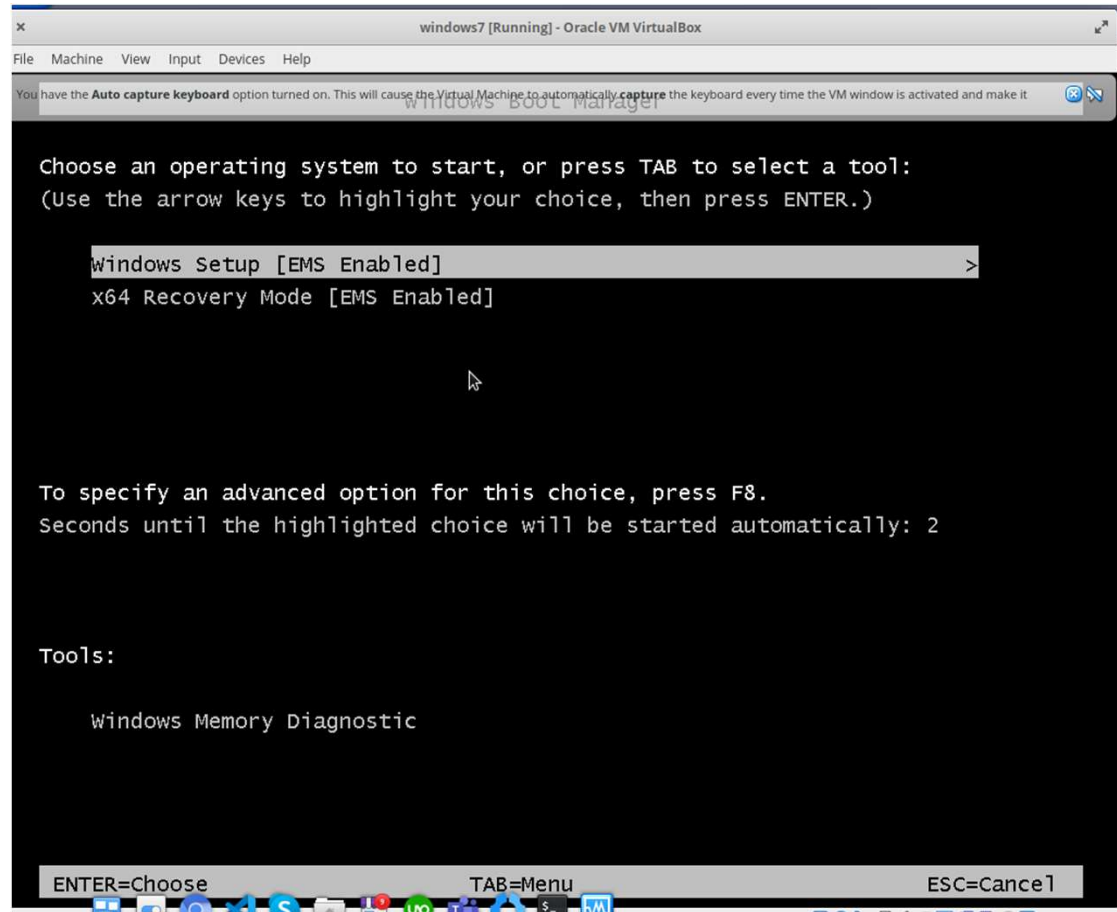 windows7 [Running] - Oracle VM VirtualBox
File Machine View Input Devices Help
You have the Auto capture keyboard option turned on. This will cause the Virtual Machine to automatically capture the keyboard every time the VM window is activated and make it
Windows Boot Manager
Choose an operating system to start, or press TAB to select a tool:
(Use the arrow keys to highlight your choice, then press ENTER.)
Windows Setup [EMS Enabled] >
x64 Recovery Mode [EMS Enabled]
To specify an advanced option for this choice, press F8.
Seconds until the highlighted choice will be started automatically: 2
Tools:
Windows Memory Diagnostic
ENTER=Choose TAB=Menu ESC=Cancel